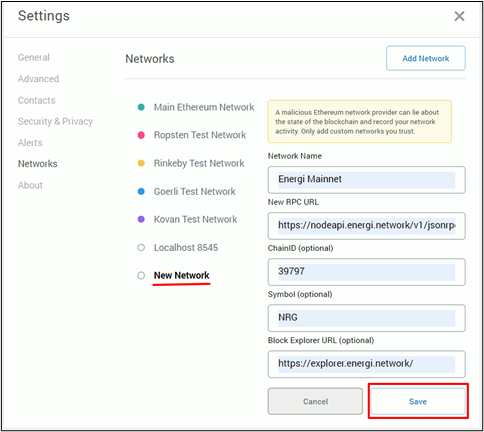 Settings
General
Advanced
Contacts
Security & Privacy
Alerts
Networks
About
Networks
Add Network
Main Ethereum Network
Ropsten Test Network
Rinkeby Test Network
Goerli Test Network
Kovan Test Network
Localhost 8545
New Network
A malicious Ethereum network provider can lie about
the state of the blockchain and record your network
activity. Only add custom networks you trust.
Network Name
Energi Mainnet
New RPC URL
https://nodeapi.energi.network/v1/jsonrp
ChainID (optional)
39797
Symbol (optional)
NRG
Block Explorer URL (optional)
https://explorer.energi.network/
Cancel
Save